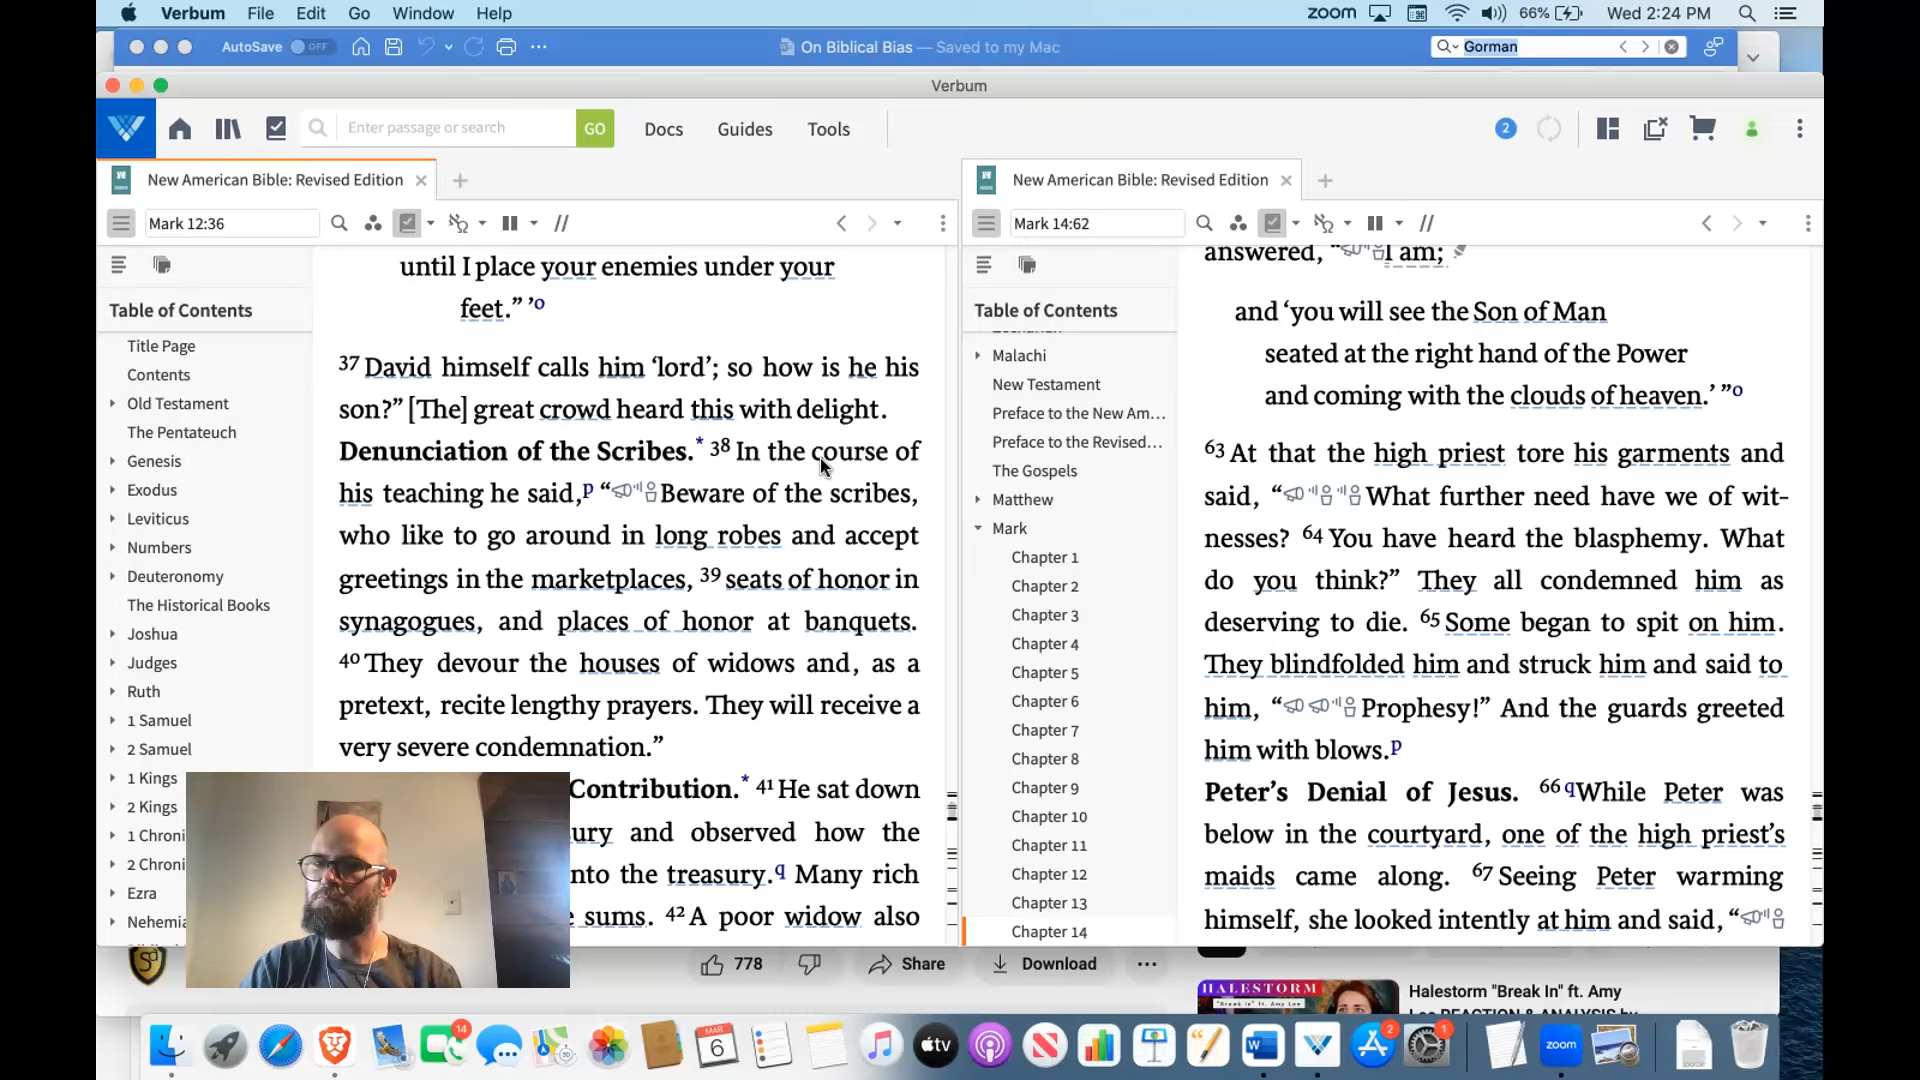 Verbum File Edit Go Window Help
zoom 66% Wed 2:24 PM
AutoSave OFF
On Biblical Bias — Saved to my Mac
Gorman
Verbum
Enter passage or search
GO
Docs Guides Tools
2
New American Bible: Revised Edition
Mark 12:36
Table of Contents
Title Page
Contents
Old Testament
The Pentateuch
Genesis
Exodus
Leviticus
Numbers
Deuteronomy
The Historical Books
Joshua
Judges
Ruth
1 Samuel
2 Samuel
1 Kings
2 Kings
1 Chroni
2 Chroni
Ezra
Nehemia
until I place your enemies under your
feet.” ’o
37 David himself calls him ‘lord’; so how is he his
son?” [The] great crowd heard this with delight.
Denunciation of the Scribes.* 38 In the course of
his teaching he said,p “Beware of the scribes,
who like to go around in long robes and accept
greetings in the marketplaces, 39 seats of honor in
synagogues, and places of honor at banquets.
40 They devour the houses of widows and, as a
pretext, recite lengthy prayers. They will receive a
very severe condemnation.”
Contribution.* 41 He sat down
ury and observed how the
nto the treasury.q Many rich
e sums. 42 A poor widow also
New American Bible: Revised Edition
Mark 14:62
Table of Contents
Malachi
New Testament
Preface to the New Am...
Preface to the Revised...
The Gospels
Matthew
Mark
Chapter 1
Chapter 2
Chapter 3
Chapter 4
Chapter 5
Chapter 6
Chapter 7
Chapter 8
Chapter 9
Chapter 10
Chapter 11
Chapter 12
Chapter 13
Chapter 14
answered, “I am;
and ‘you will see the Son of Man
seated at the right hand of the Power
and coming with the clouds of heaven.’ ”o
63 At that the high priest tore his garments and
said, “What further need have we of wit-
nesses? 64 You have heard the blasphemy. What
do you think?” They all condemned him as
deserving to die. 65 Some began to spit on him.
They blindfolded him and struck him and said to
him, “Prophesy!” And the guards greeted
him with blows.p
Peter’s Denial of Jesus. 66 qWhile Peter was
below in the courtyard, one of the high priest’s
maids came along. 67 Seeing Peter warming
himself, she looked intently at him and said, “
778 Share Download
HALESTORM
Halestorm "Break In" ft. Amy
14
MAR
6
tv
W
2
1
zoom